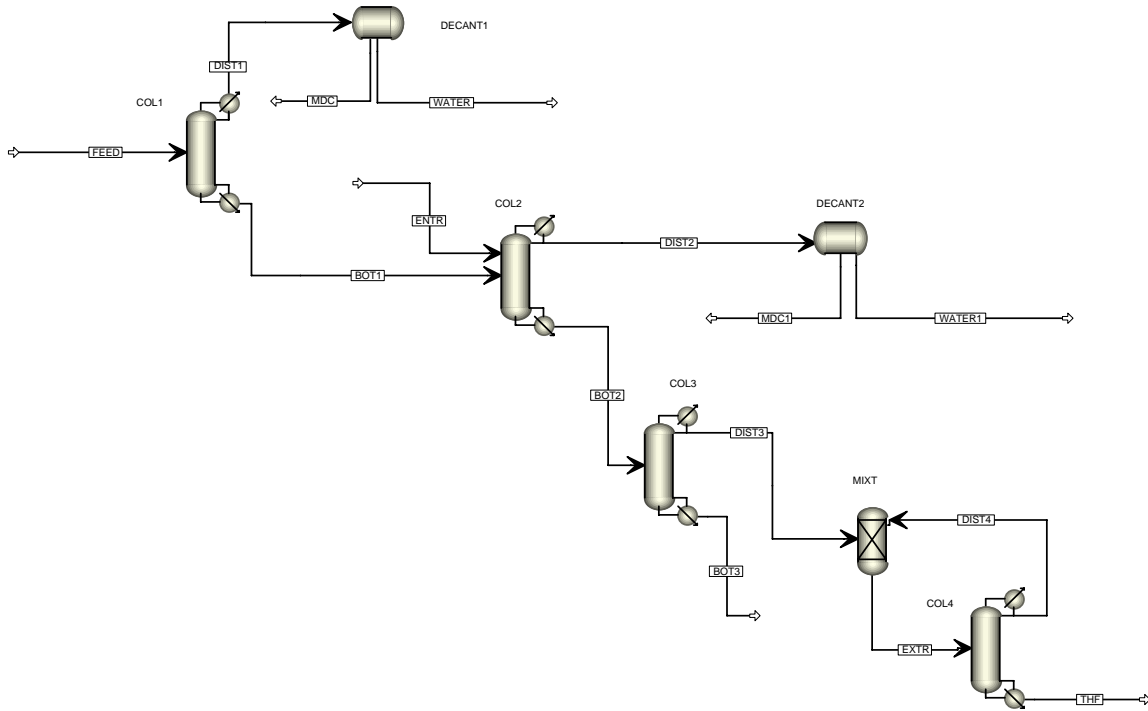 DECANT1
DIST1
COL1
MDC
WATER
FEED
COL2
DECANT2
ENTR
DIST2
BOT1
MDC1
WATER1
COL3
BOT2
DIST3
MIXT
DIST4
BOT3
COL4
EXTR
THF